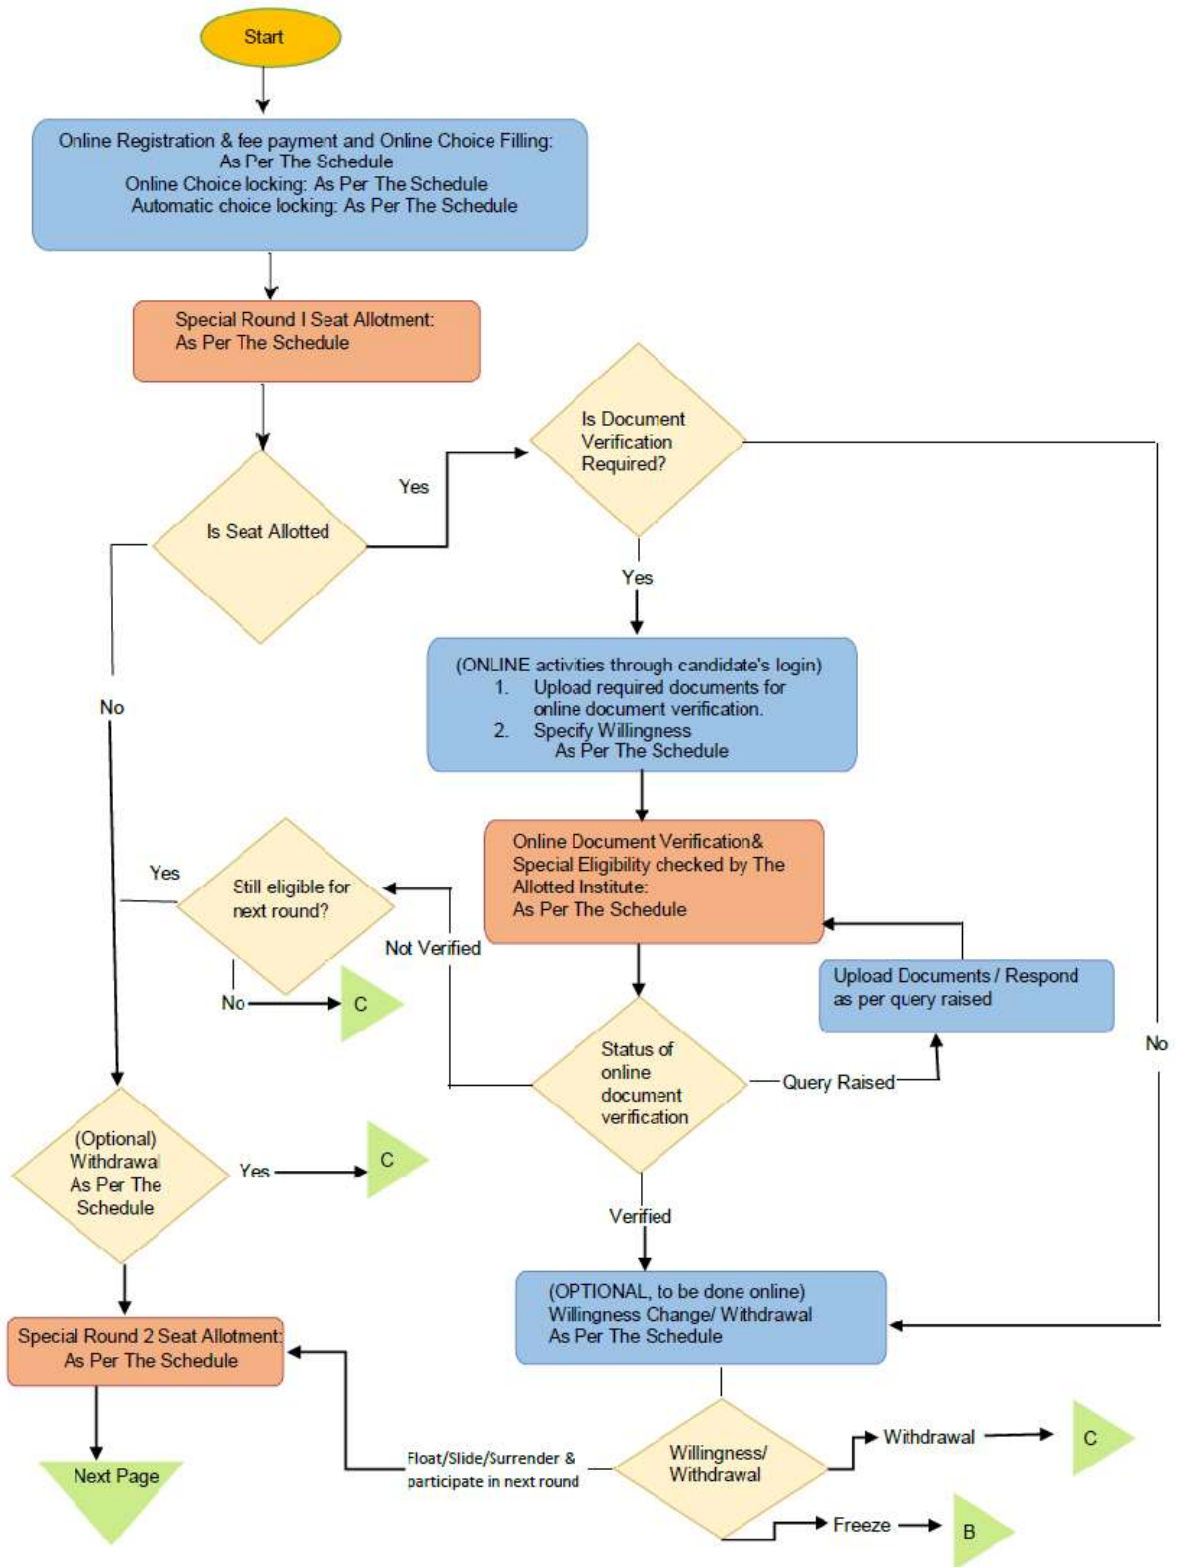 Start
Online Registration & fee payment and Online Choice Filling:
As Per The Schedule
Online Choice locking: As Per The Schedule
Automatic choice locking: As Per The Schedule
Special Round I Seat Allotment:
As Per The Schedule
Is Document
Verification
Required?
Yes
Is Seat Allotted
Yes
No
(ONLINE activities through candidate's login)
1. Upload required documents for
online document verification.
2. Specify Willingness
As Per The Schedule
Online Document Verification&
Special Eligibility checked by The
Allotted Institute:
As Per The Schedule
Yes
Still eligible for
next round?
Not Verified
No
C
Upload Documents / Respond
as per query raised
No
Status of
online
document
verification
Query Raised
(Optional)
Withdrawal
As Per The
Schedule
Yes
C
Verified
(OPTIONAL, to be done online)
Willingness Change/ Withdrawal
As Per The Schedule
Special Round 2 Seat Allotment:
As Per The Schedule
Next Page
Float/Slide/Surrender &
participate in next round
Willingness/
Withdrawal
Withdrawal
C
Freeze
B